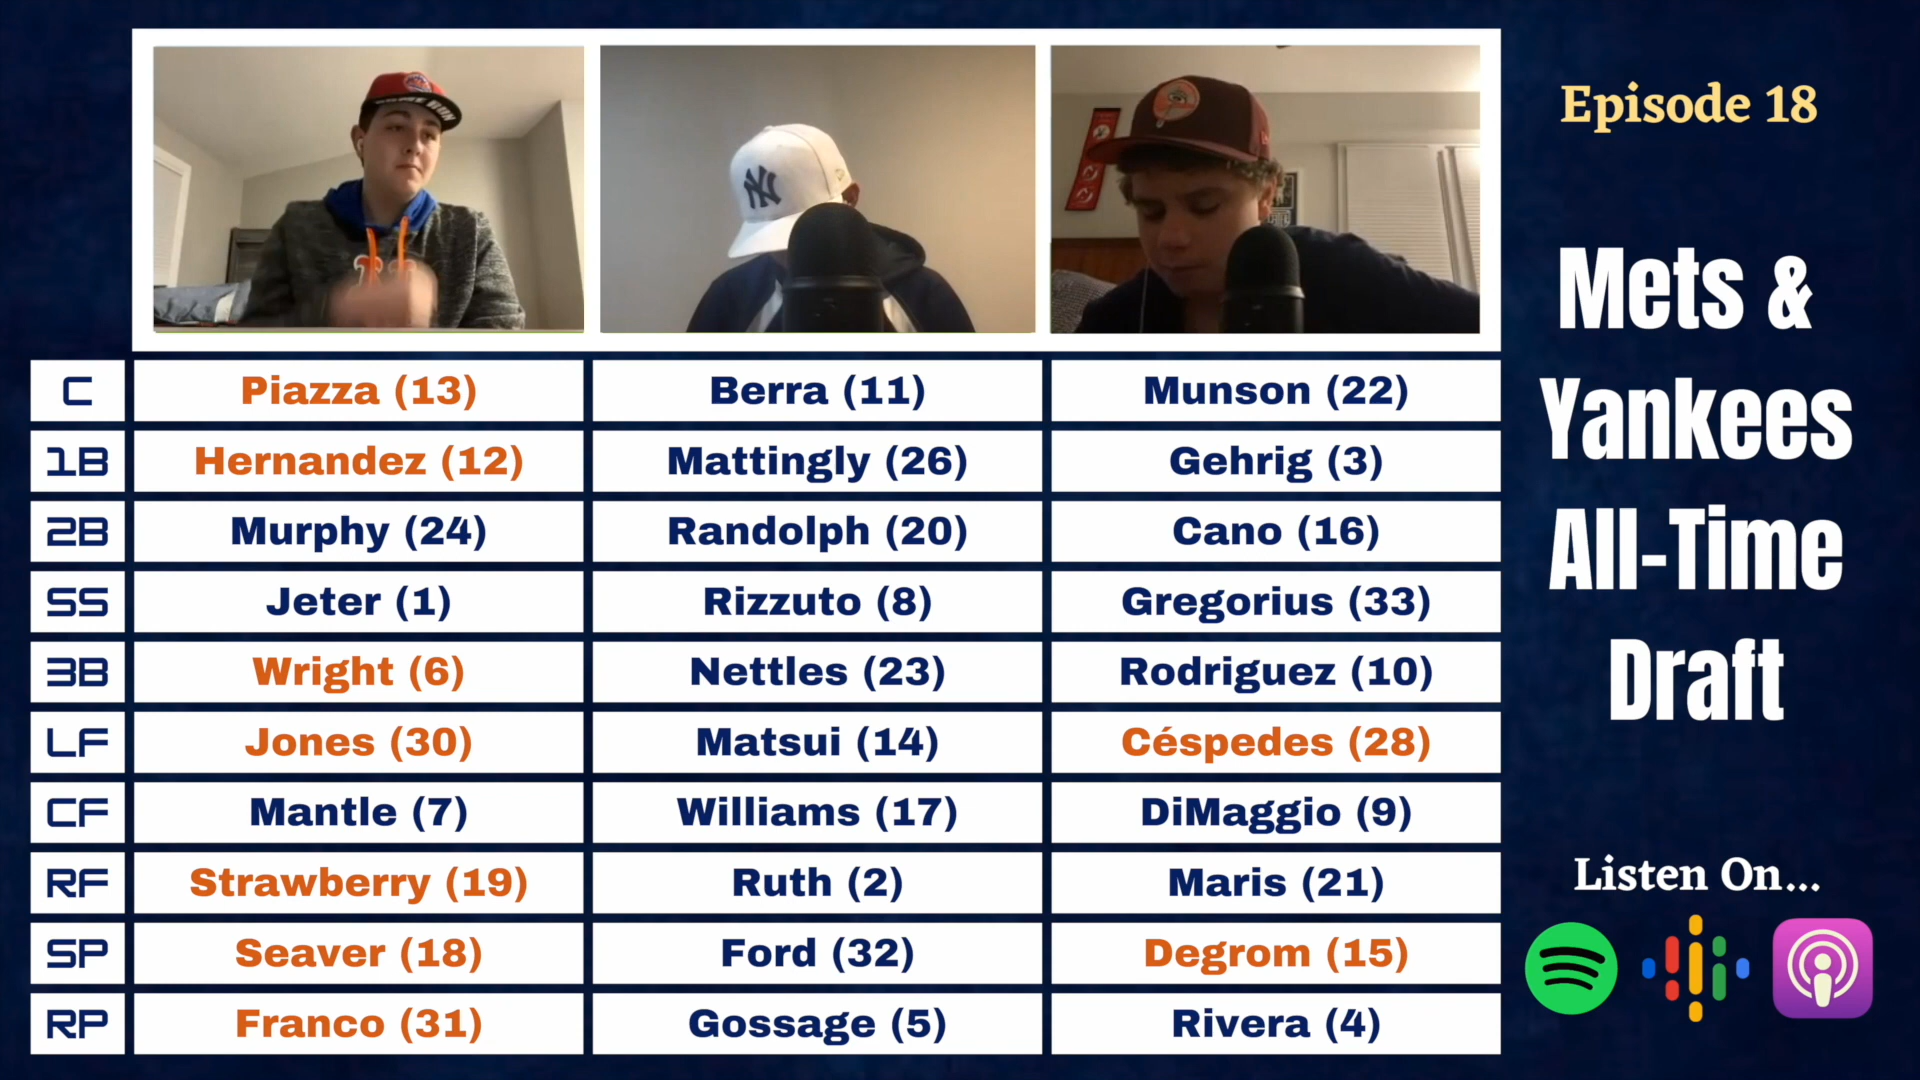 Episode 18
Mets &
Yankees
All-Time
Draft
C Piazza (13) Berra (11) Munson (22)
1B Hernandez (12) Mattingly (26) Gehrig (3)
2B Murphy (24) Randolph (20) Cano (16)
SS Jeter (1) Rizzuto (8) Gregorius (33)
3B Wright (6) Nettles (23) Rodriguez (10)
LF Jones (30) Matsui (14) Céspedes (28)
CF Mantle (7) Williams (17) DiMaggio (9)
RF Strawberry (19) Ruth (2) Maris (21)
SP Seaver (18) Ford (32) Degrom (15)
RP Franco (31) Gossage (5) Rivera (4)
Listen On...
NY